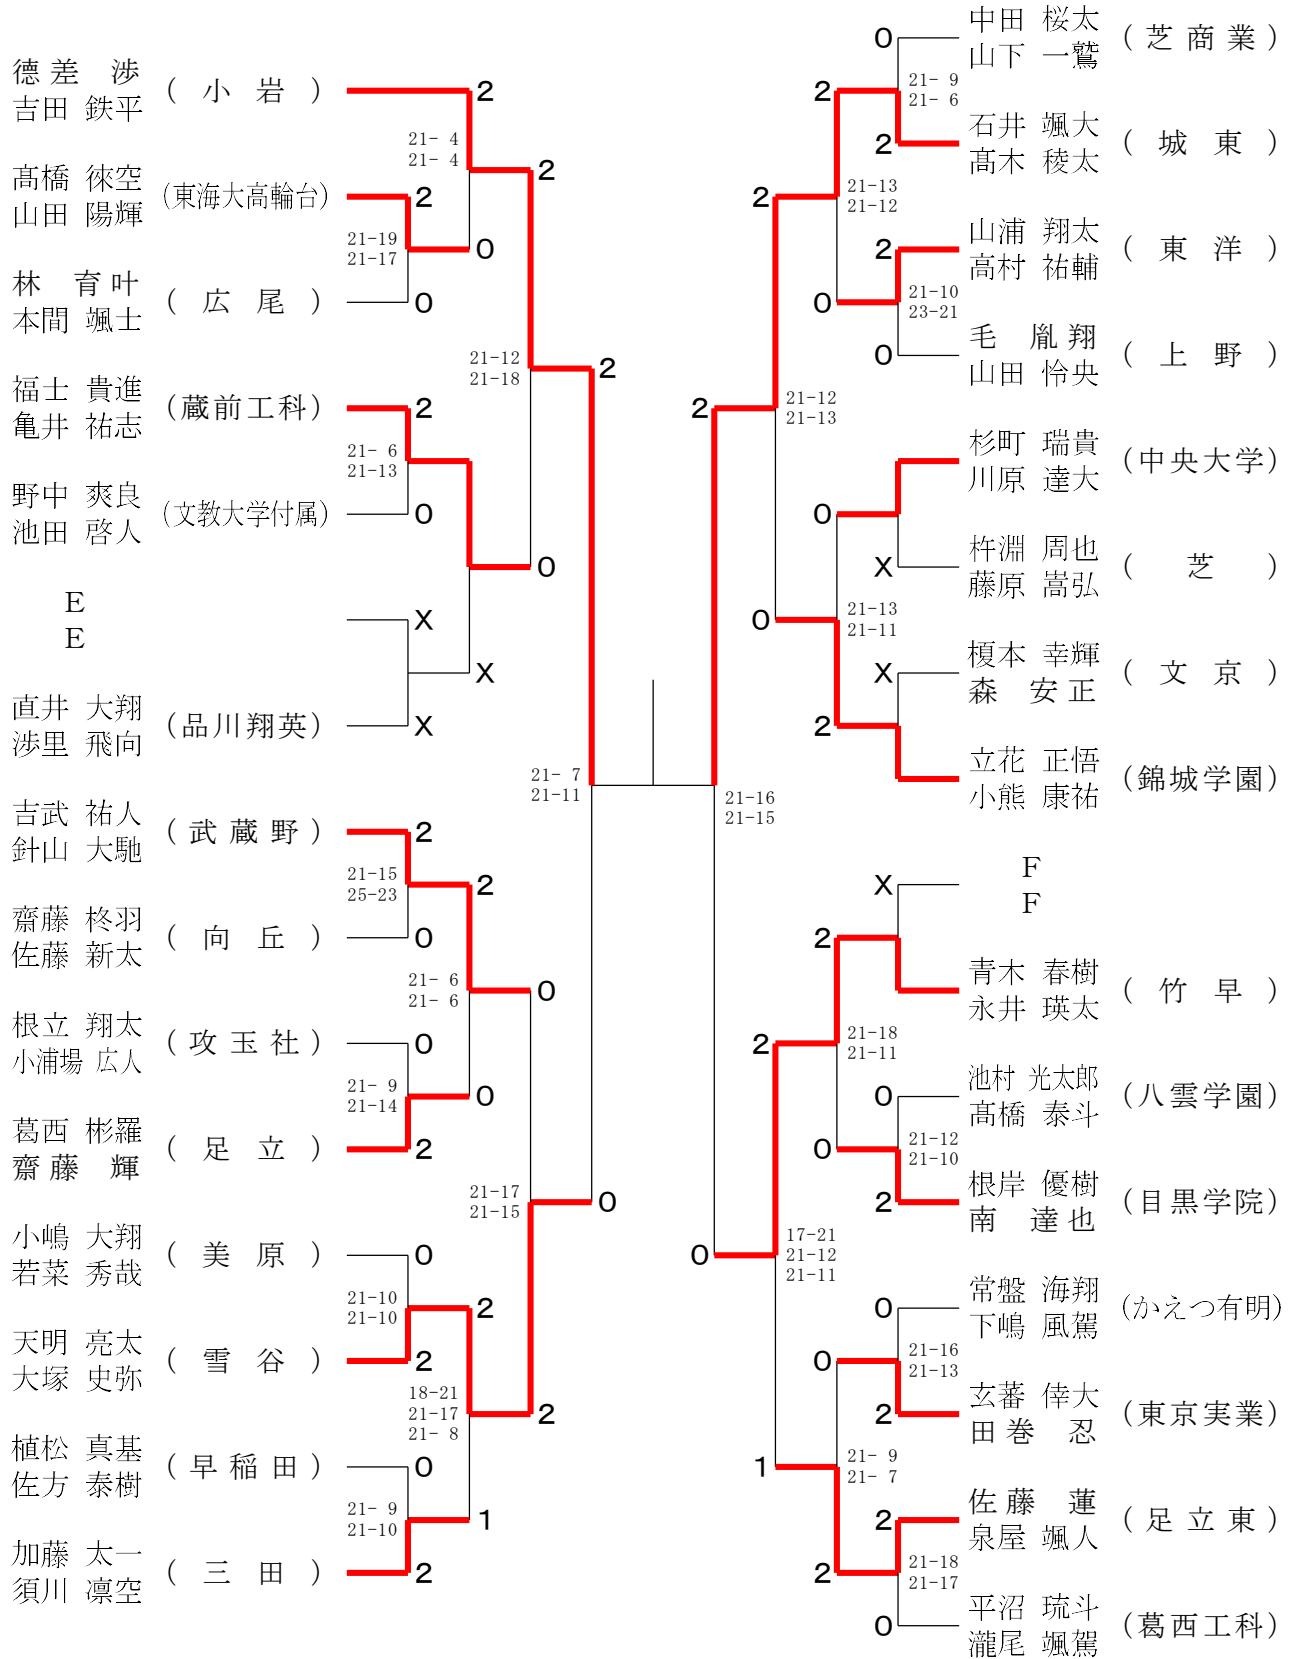 德差 渉
吉田 鉄平
(小岩)
2
髙橋 徠空
山田 陽輝
(東海大高輪台)
2
21- 4
21- 4
2
21-19
21-17
0
林 育叶
本間 颯士
(広尾)
0
21-12
21-18
2
福士 貴進
亀井 祐志
(蔵前工科)
2
21- 6
21-13
野中 爽良
池田 啓人
(文教大学付属)
0
0
E
E
X
X
直井 大翔
渉里 飛向
(品川翔英)
X
21- 7
21-11
吉武 祐人
針山 大馳
(武蔵野)
2
21-15
25-23
2
齋藤 柊羽
佐藤 新太
(向丘)
0
21- 6
21- 6
0
根立 翔太
小浦場 広人
(攻玉社)
0
21- 9
21-14
0
葛西 彬羅
齋藤 輝
(足立)
2
21-17
21-15
0
小嶋 大翔
若菜 秀哉
(美原)
0
21-10
21-10
2
天明 亮太
大塚 史弥
(雪谷)
2
18-21
21-17
21- 8
2
植松 真基
佐方 泰樹
(早稲田)
0
21- 9
21-10
1
加藤 太一
須川 凛空
(三田)
2
0
中田 桜太
山下 一鷲
(芝商業)
2
21- 9
21- 6
2
石井 颯大
髙木 稜太
(城東)
2
21-13
21-12
2
山浦 翔太
高村 祐輔
(東洋)
0
21-10
23-21
0
毛 胤翔
山田 怜央
(上野)
2
21-12
21-13
杉町 瑞貴
川原 達大
(中央大学)
0
X
杵淵 周也
藤原 嵩弘
(芝)
0
21-13
21-11
X
榎本 幸輝
森 安正
(文京)
2
立花 正悟
小熊 康祐
(錦城学園)
21-16
21-15
X
F
F
2
青木 春樹
永井 瑛太
(竹早)
2
21-18
21-11
0
池村 光太郎
髙橋 泰斗
(八雲学園)
0
21-12
21-10
2
根岸 優樹
南 達也
(目黒学院)
0
17-21
21-12
21-11
0
常盤 海翔
下嶋 風駕
(かえつ有明)
0
21-16
21-13
2
玄蕃 倖大
田巻 忍
(東京実業)
1
21- 9
21- 7
2
佐藤 蓮
泉屋 颯人
(足立東)
2
21-18
21-17
0
平沼 琉斗
瀧尾 颯駕
(葛西工科)